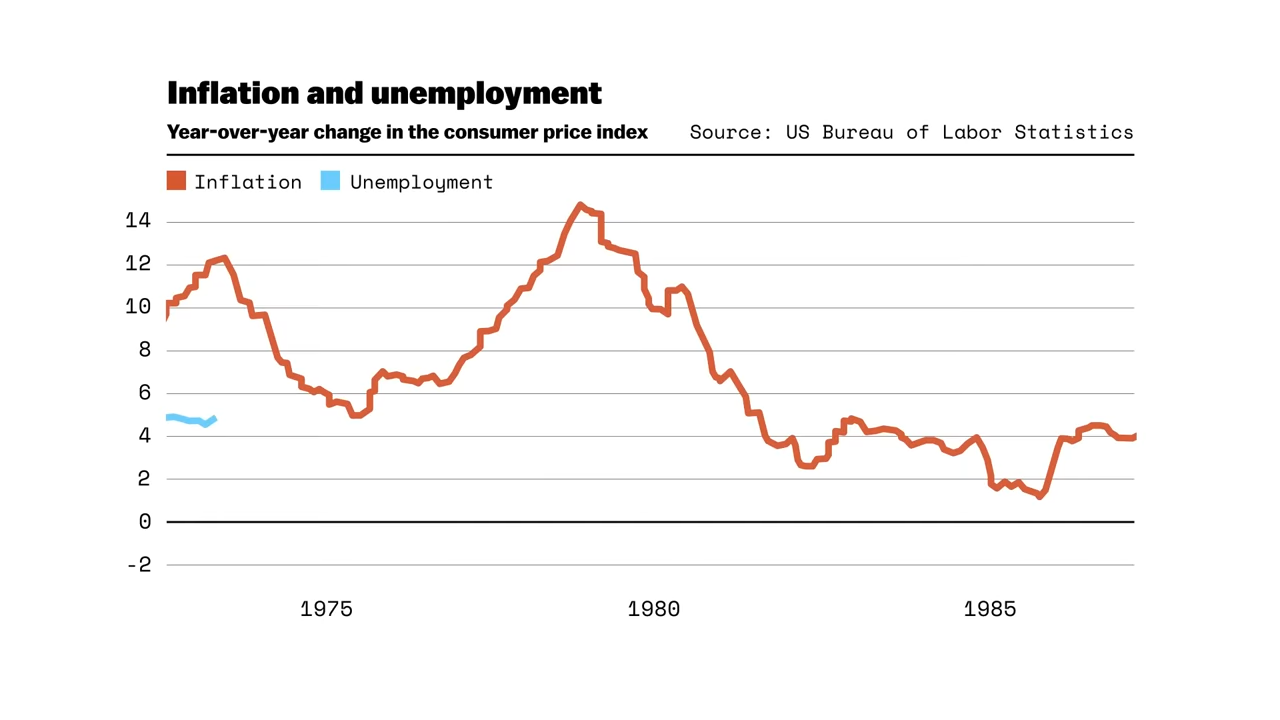 Inflation and unemployment
Year-over-year change in the consumer price index Source: US Bureau of Labor Statistics
Inflation Unemployment
14
12
10
8
6
4
2
0
-2
1975 1980 1985